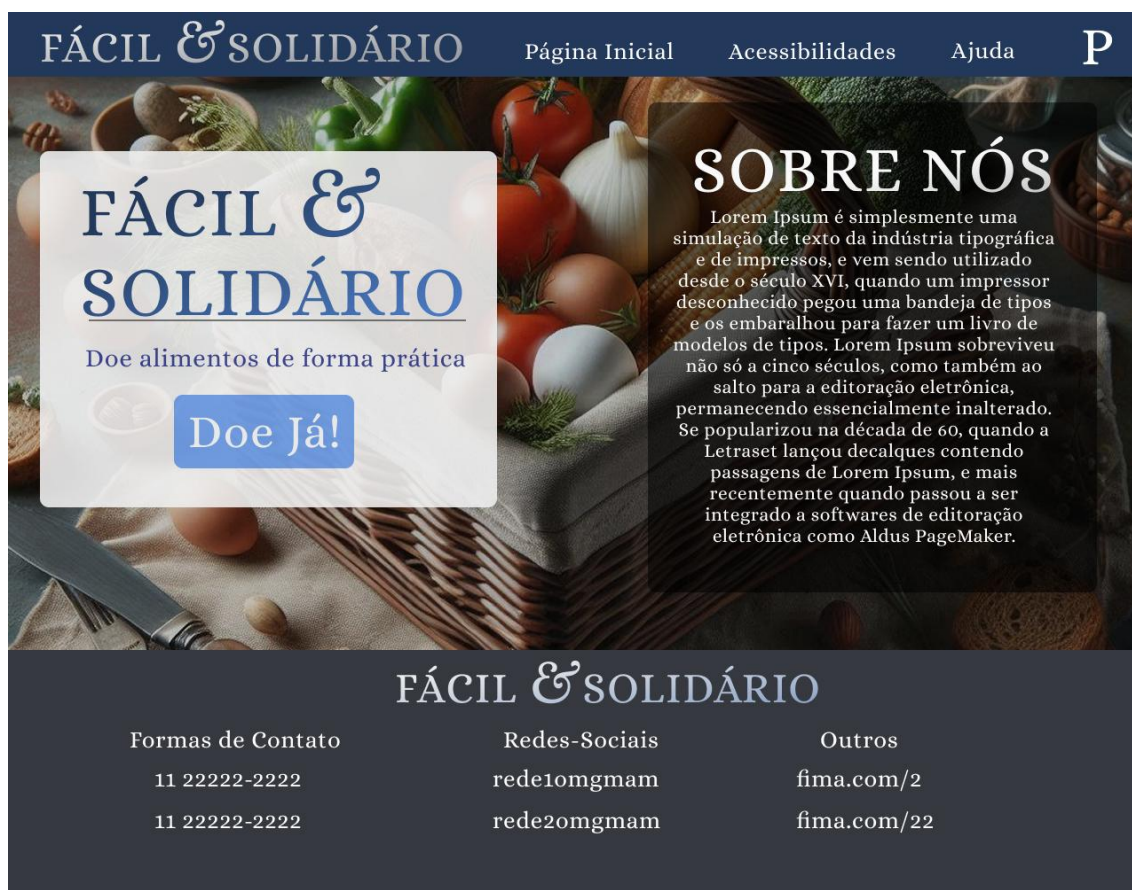 FÁCIL & SOLIDÁRIO
Página Inicial
Acessibilidades
Ajuda
P
FÁCIL &
SOLIDÁRIO
Doe alimentos de forma prática
Doe Já!
SOBRE NÓS
Lorem Ipsum é simplesmente uma
simulação de texto da indústria tipográfica
e de impressos, e vem sendo utilizado
desde o século XVI, quando um impressor
desconhecido pegou uma bandeja de tipos
e os embaralhou para fazer um livro de
modelos de tipos. Lorem Ipsum sobreviveu
não só a cinco séculos, como também ao
salto para a editoração eletrônica,
permanecendo essencialmente inalterado.
Se popularizou na década de 60, quando a
Letraset lançou decalques contendo
passagens de Lorem Ipsum, e mais
recentemente quando passou a ser
integrado a softwares de editoração
eletrônica como Aldus PageMaker.
FÁCIL & SOLIDÁRIO
Formas de Contato
11 22222-2222
11 22222-2222
Redes-Sociais
rede1omgmam
rede2omgmam
Outros
fima.com/2
fima.com/22